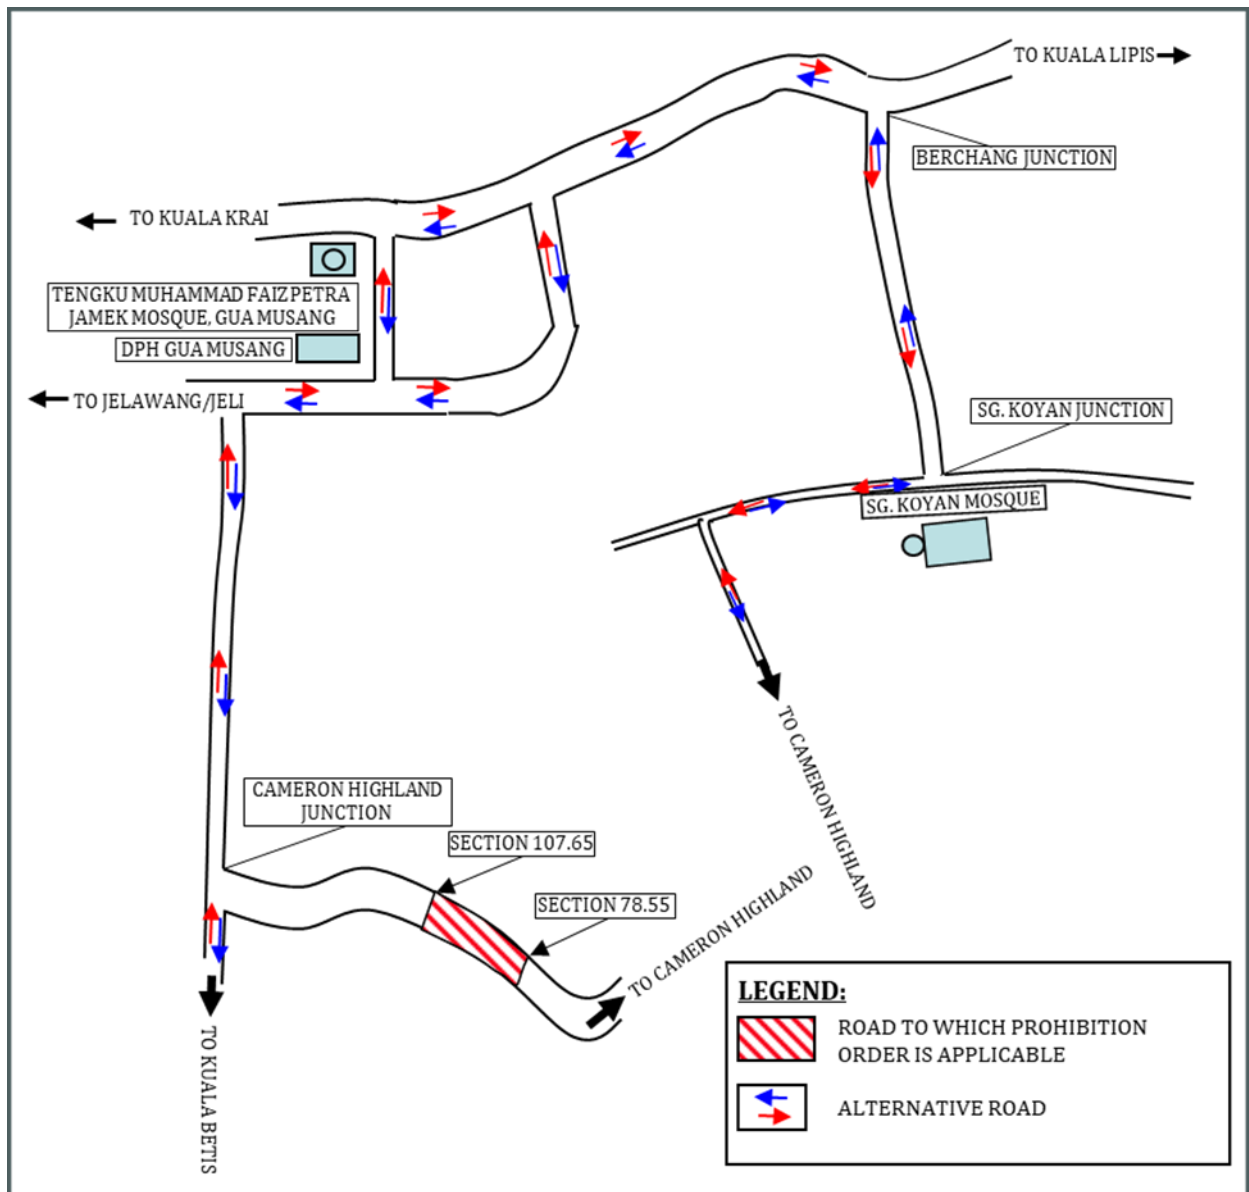 TO KUALA LIPIS
BERCHANG JUNCTION
TO KUALA KRAI
TENGKU MUHAMMAD FAIZ PETRA
JAMEK MOSQUE, GUA MUSANG
DPH GUA MUSANG
TO JELAWANG/JELI
SG. KOYAN JUNCTION
SG. KOYAN MOSQUE
TO CAMERON HIGHLAND
CAMERON HIGHLAND
JUNCTION
SECTION 107.65
SECTION 78.55
TO CAMERON HIGHLAND
TO KUALA BETIS
LEGEND:
ROAD TO WHICH PROHIBITION
ORDER IS APPLICABLE
ALTERNATIVE ROAD